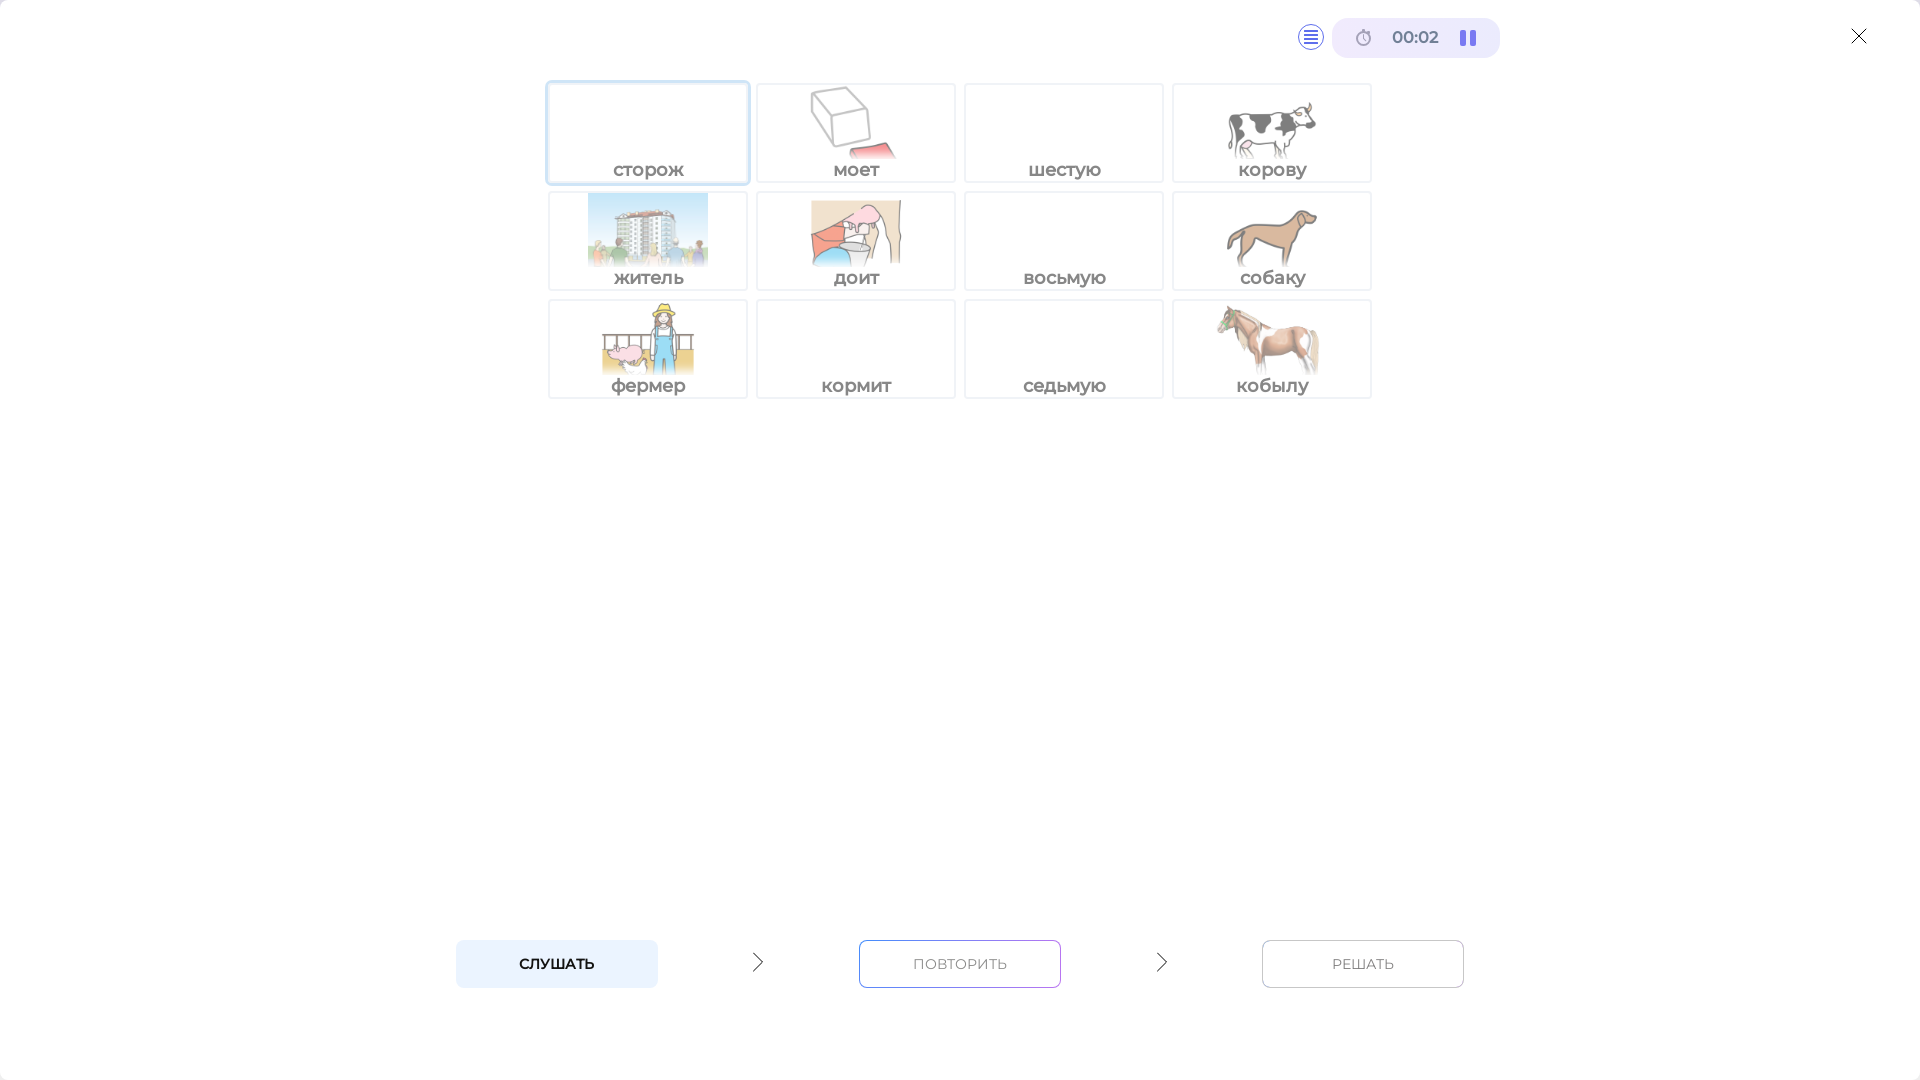 00:02
сторож моет шестую корову
житель доит восьмую собаку
фермер кормит седьмую кобылу
СЛУШАТЬ ПОВТОРИТЬ РЕШАТЬ